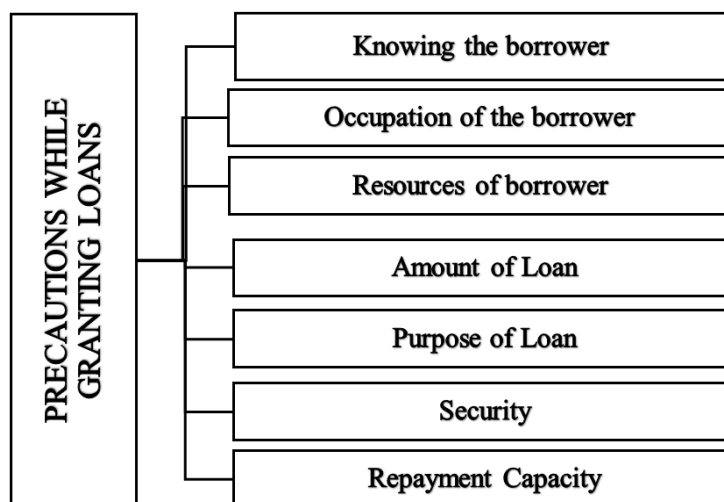 PRECAUTIONS WHILE
GRANTING LOANS
Knowing the borrower
Occupation of the borrower
Resources of borrower
Amount of Loan
Purpose of Loan
Security
Repayment Capacity